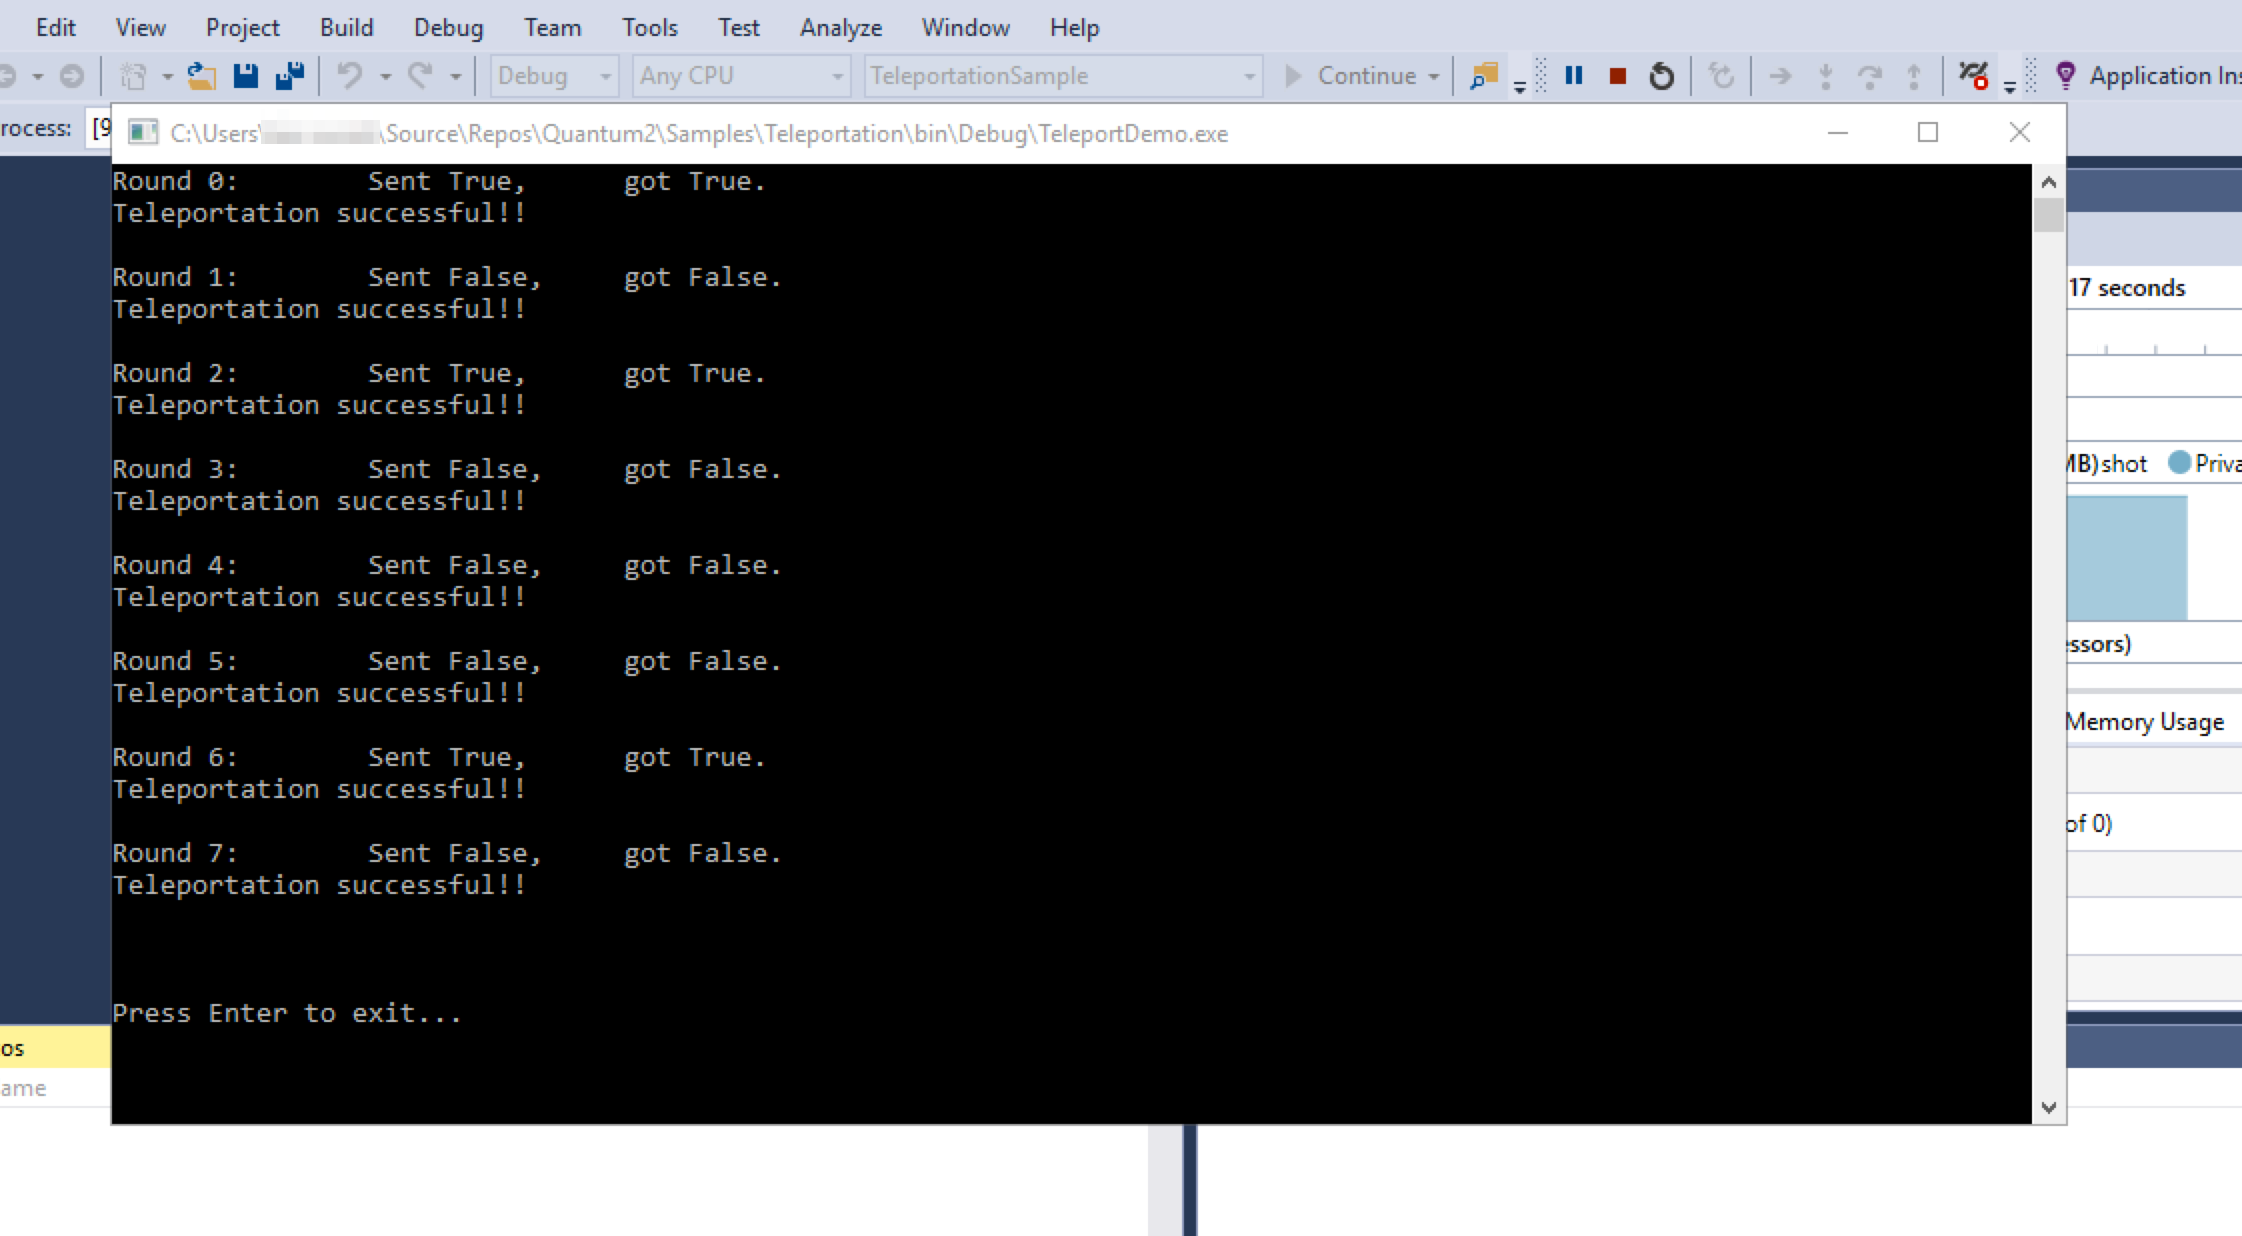 Edit View Project Build Debug Team Tools Test Analyze Window Help
Debug Any CPU TeleportationSample Continue Application Ins
rocess: [9
C:\Users\ \Source\Repos\Quantum2\Samples\Teleportation\bin\Debug\TeleportDemo.exe
Round 0: Sent True, got True.
Teleportation successful!!
Round 1: Sent False, got False.
Teleportation successful!!
Round 2: Sent True, got True.
Teleportation successful!!
Round 3: Sent False, got False.
Teleportation successful!!
Round 4: Sent False, got False.
Teleportation successful!!
Round 5: Sent False, got False.
Teleportation successful!!
Round 6: Sent True, got True.
Teleportation successful!!
Round 7: Sent False, got False.
Teleportation successful!!
Press Enter to exit...
17 seconds
MB) shot Priva
essors)
Memory Usage
of 0)
os
ame